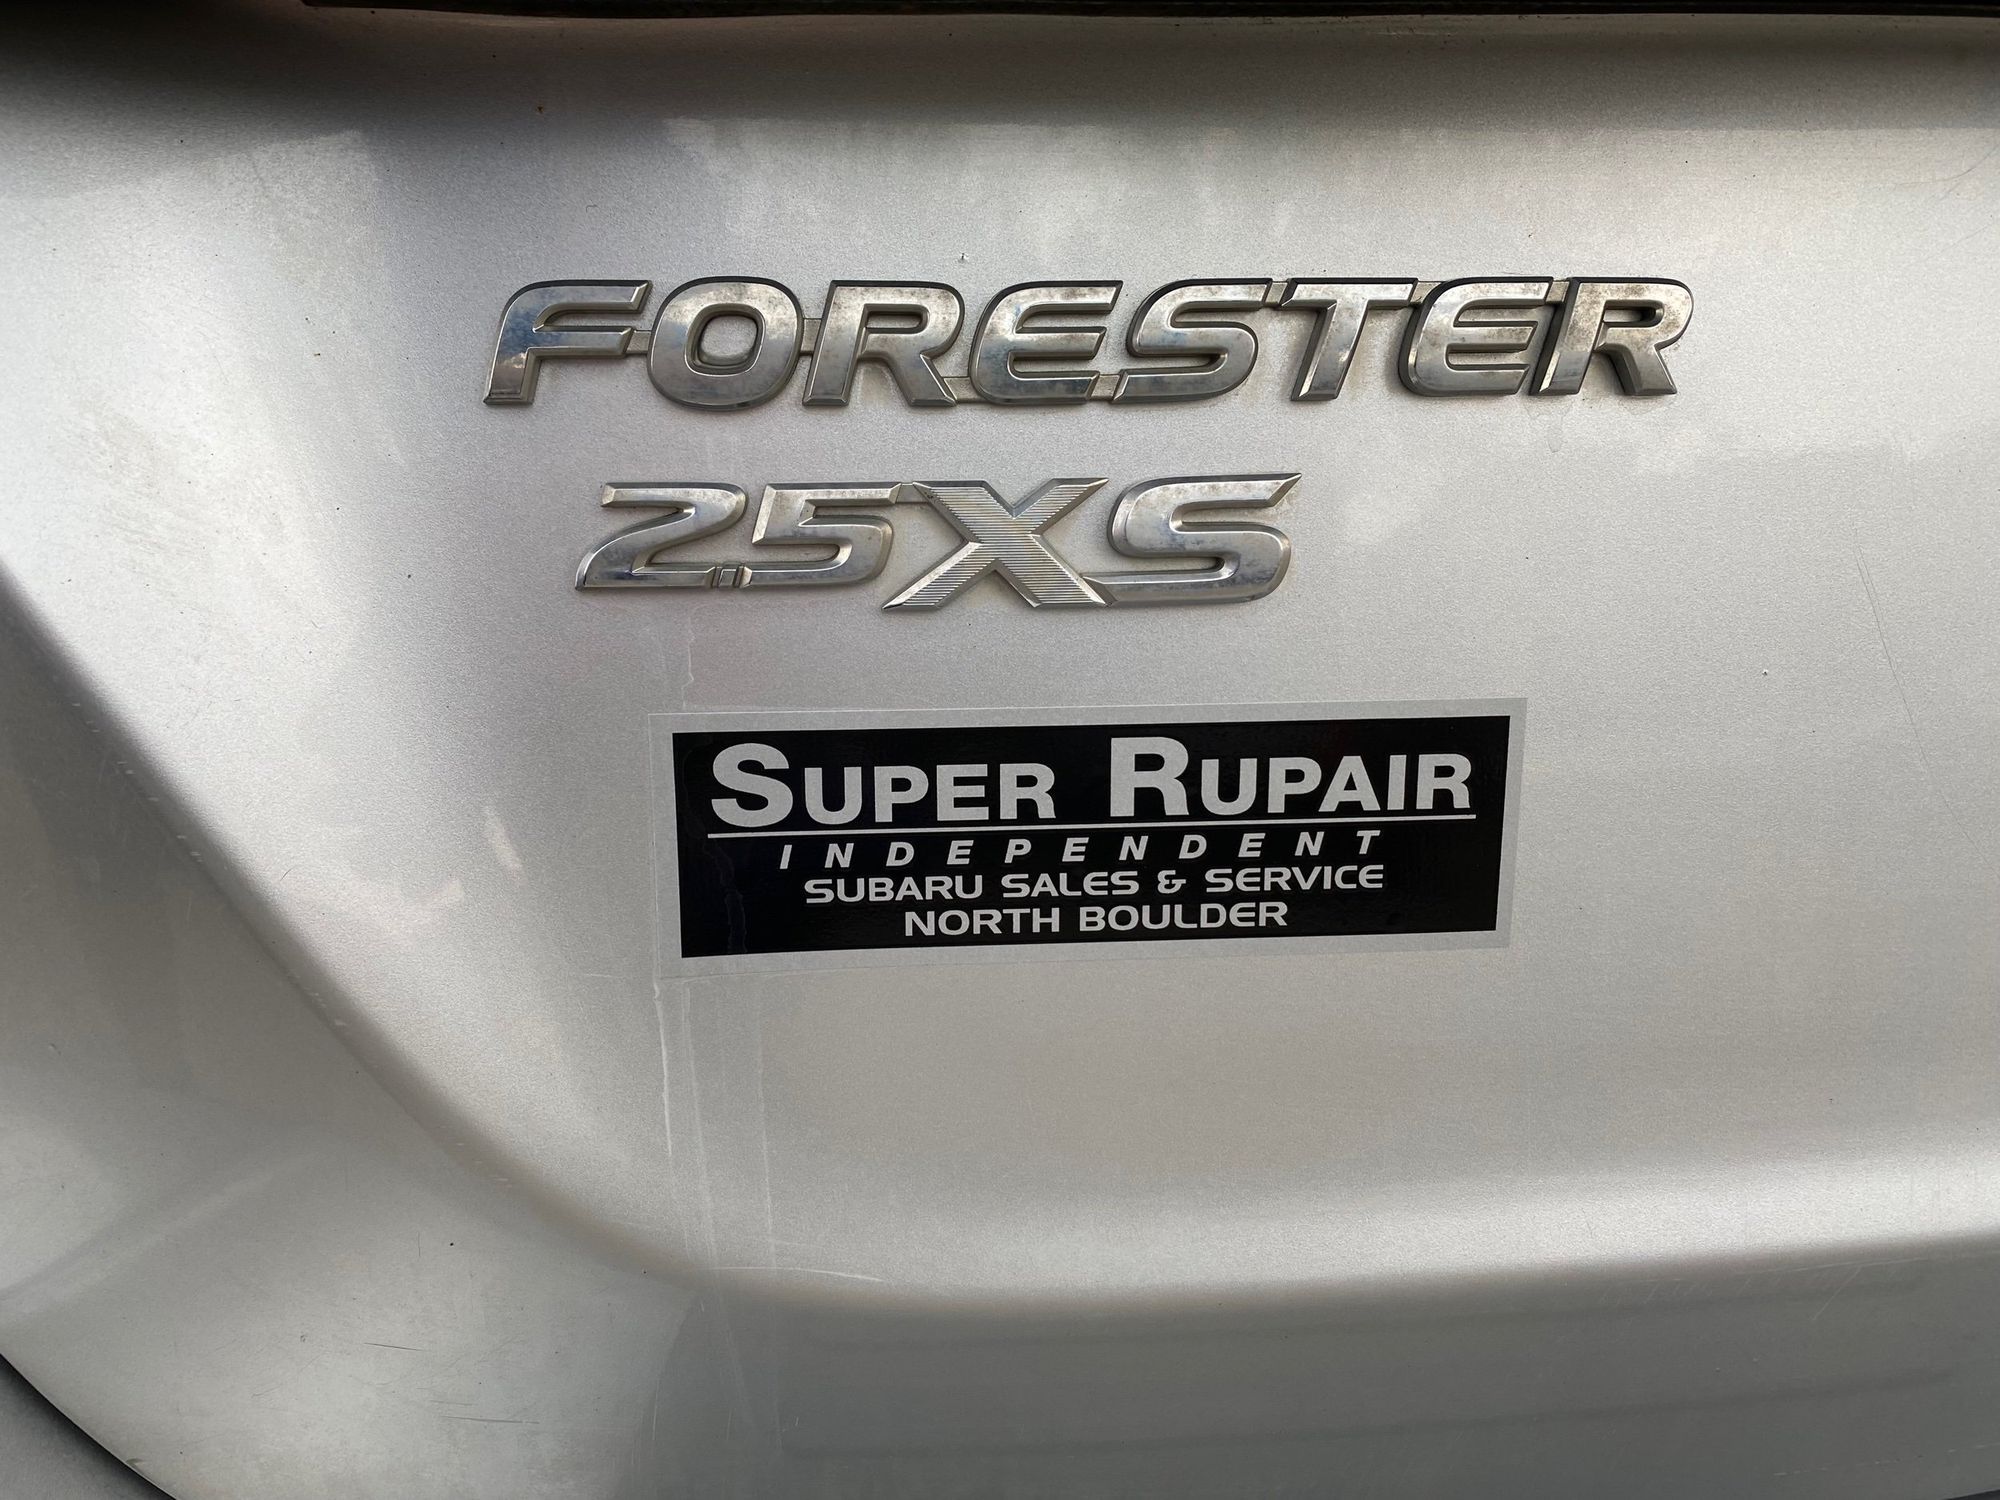 FORESTER
2.5XS
SUPER RUPAIR
INDEPENDENT
SUBARU SALES & SERVICE
NORTH BOULDER